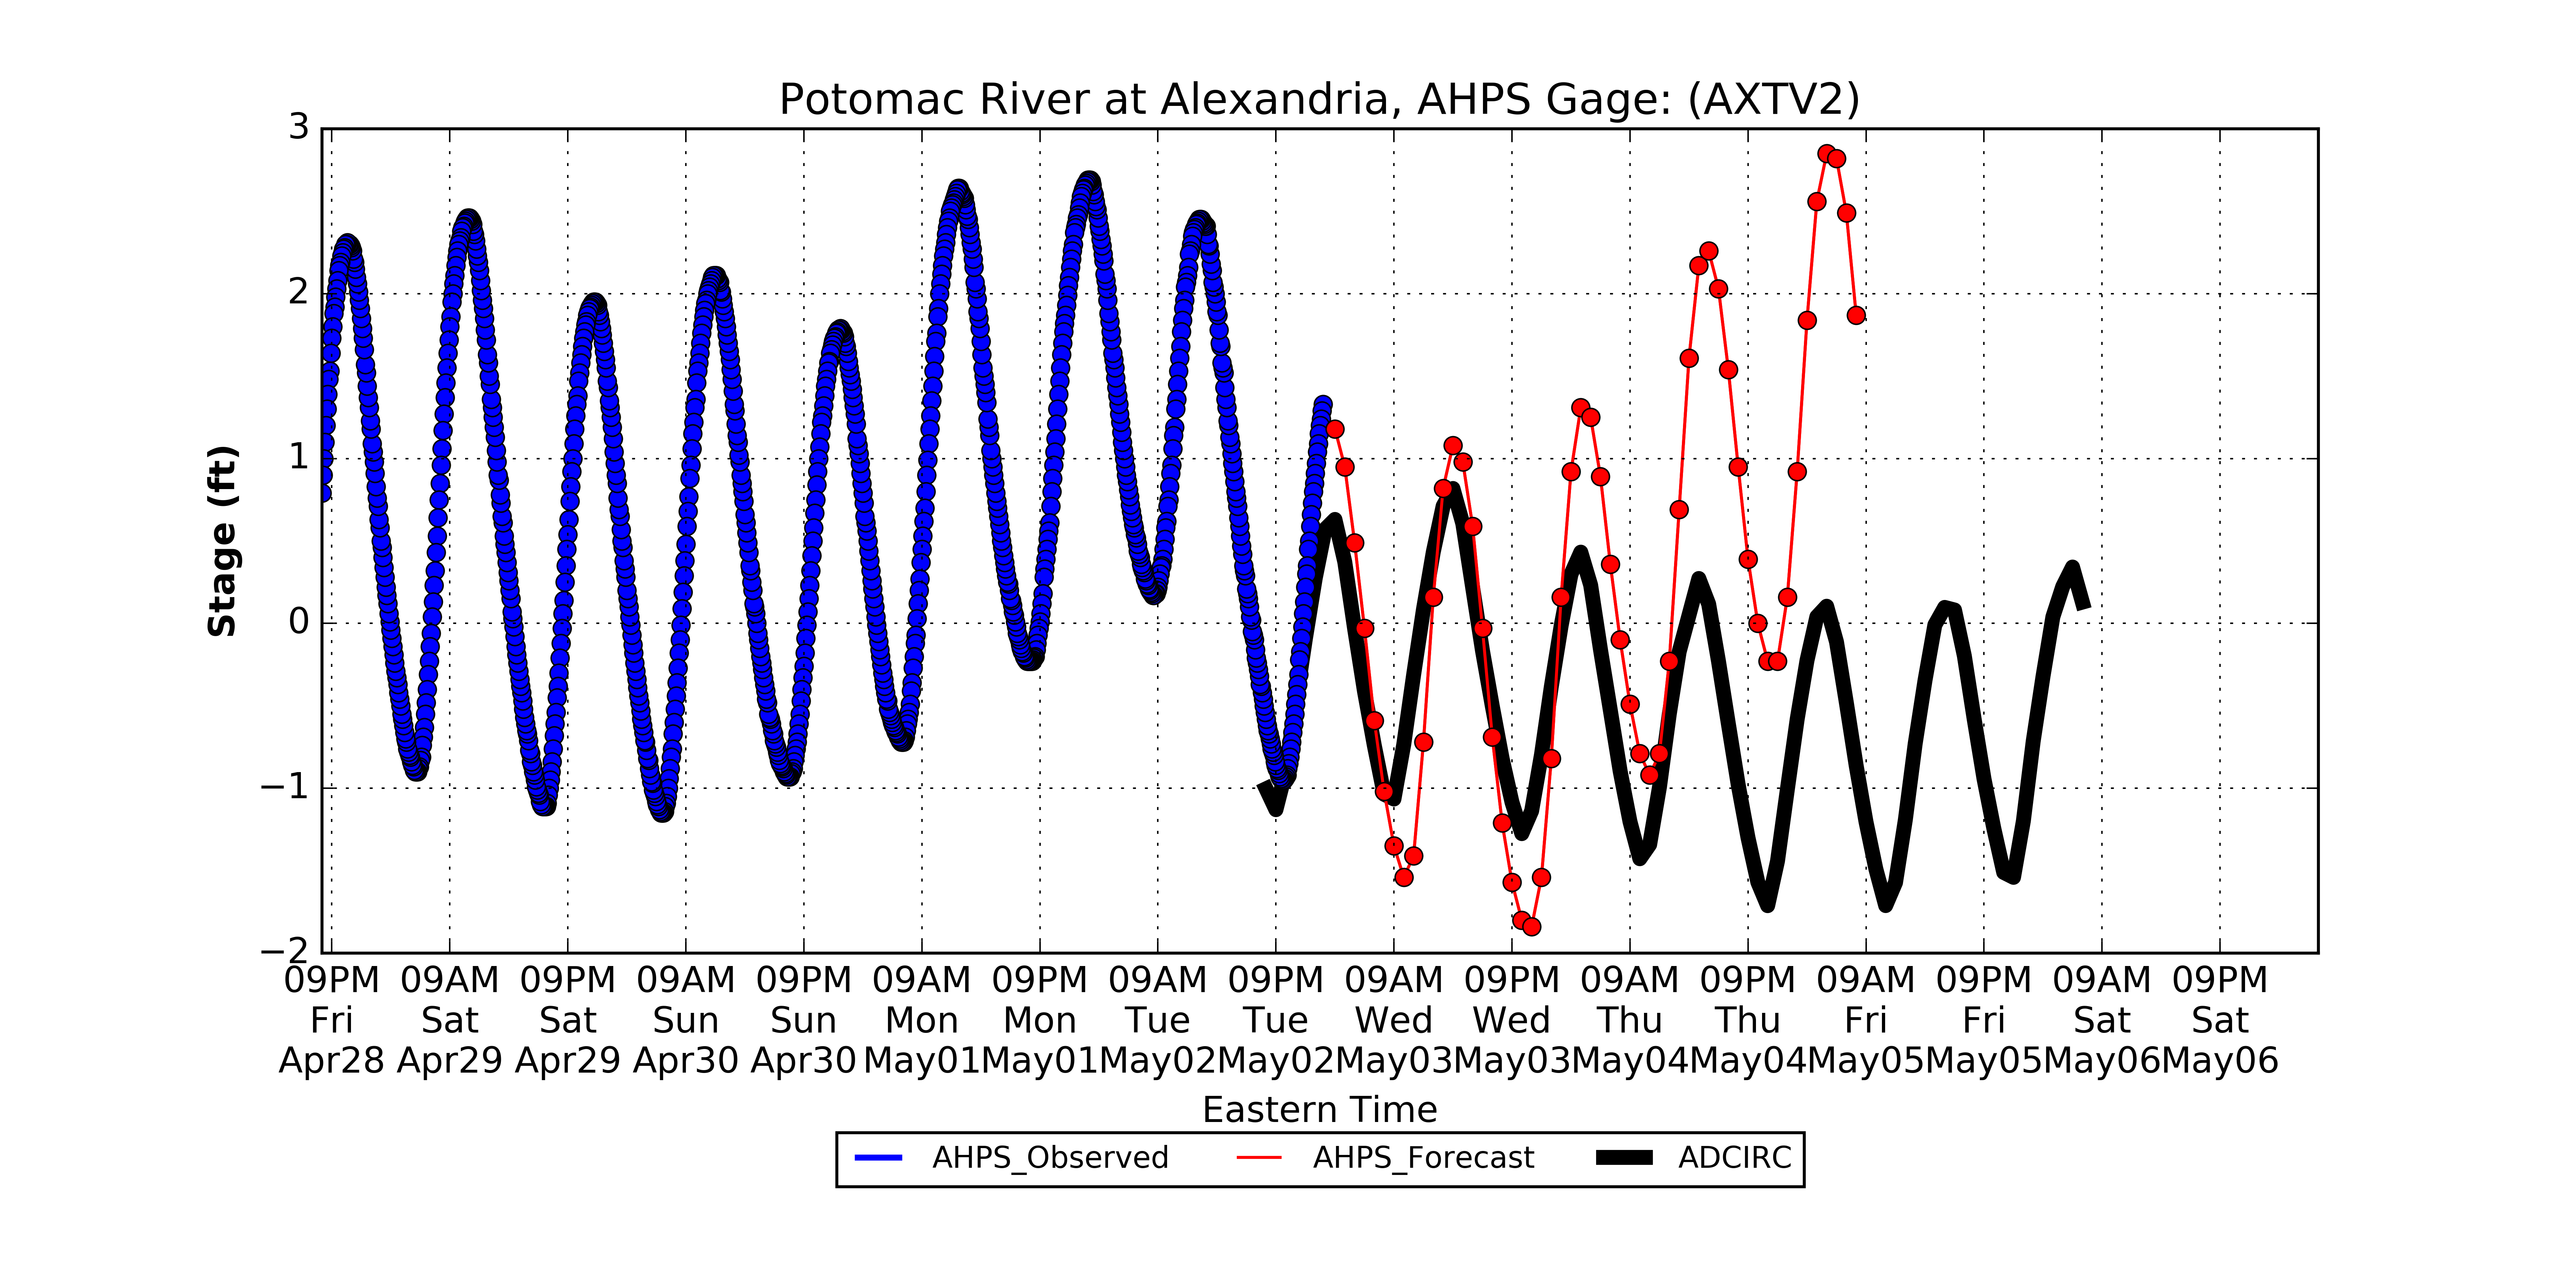 Potomac River at Alexandria, AHPS Gage: (AXTV2)
3
2
1
0
−1
−2
Stage (ft)
09PM 09AM 09PM 09AM 09PM 09AM 09PM 09AM 09PM 09AM 09PM 09AM 09PM 09AM 09PM 09AM 09PM
Fri Sat Sat Sun Sun Mon Mon Tue Tue Wed Wed Thu Thu Fri Fri Sat Sat
Apr28 Apr29 Apr29 Apr30 Apr30 May01 May01 May02 May02 May03 May03 May04 May04 May05 May05 May06 May06
Eastern Time
AHPS_Observed AHPS_Forecast ADCIRC